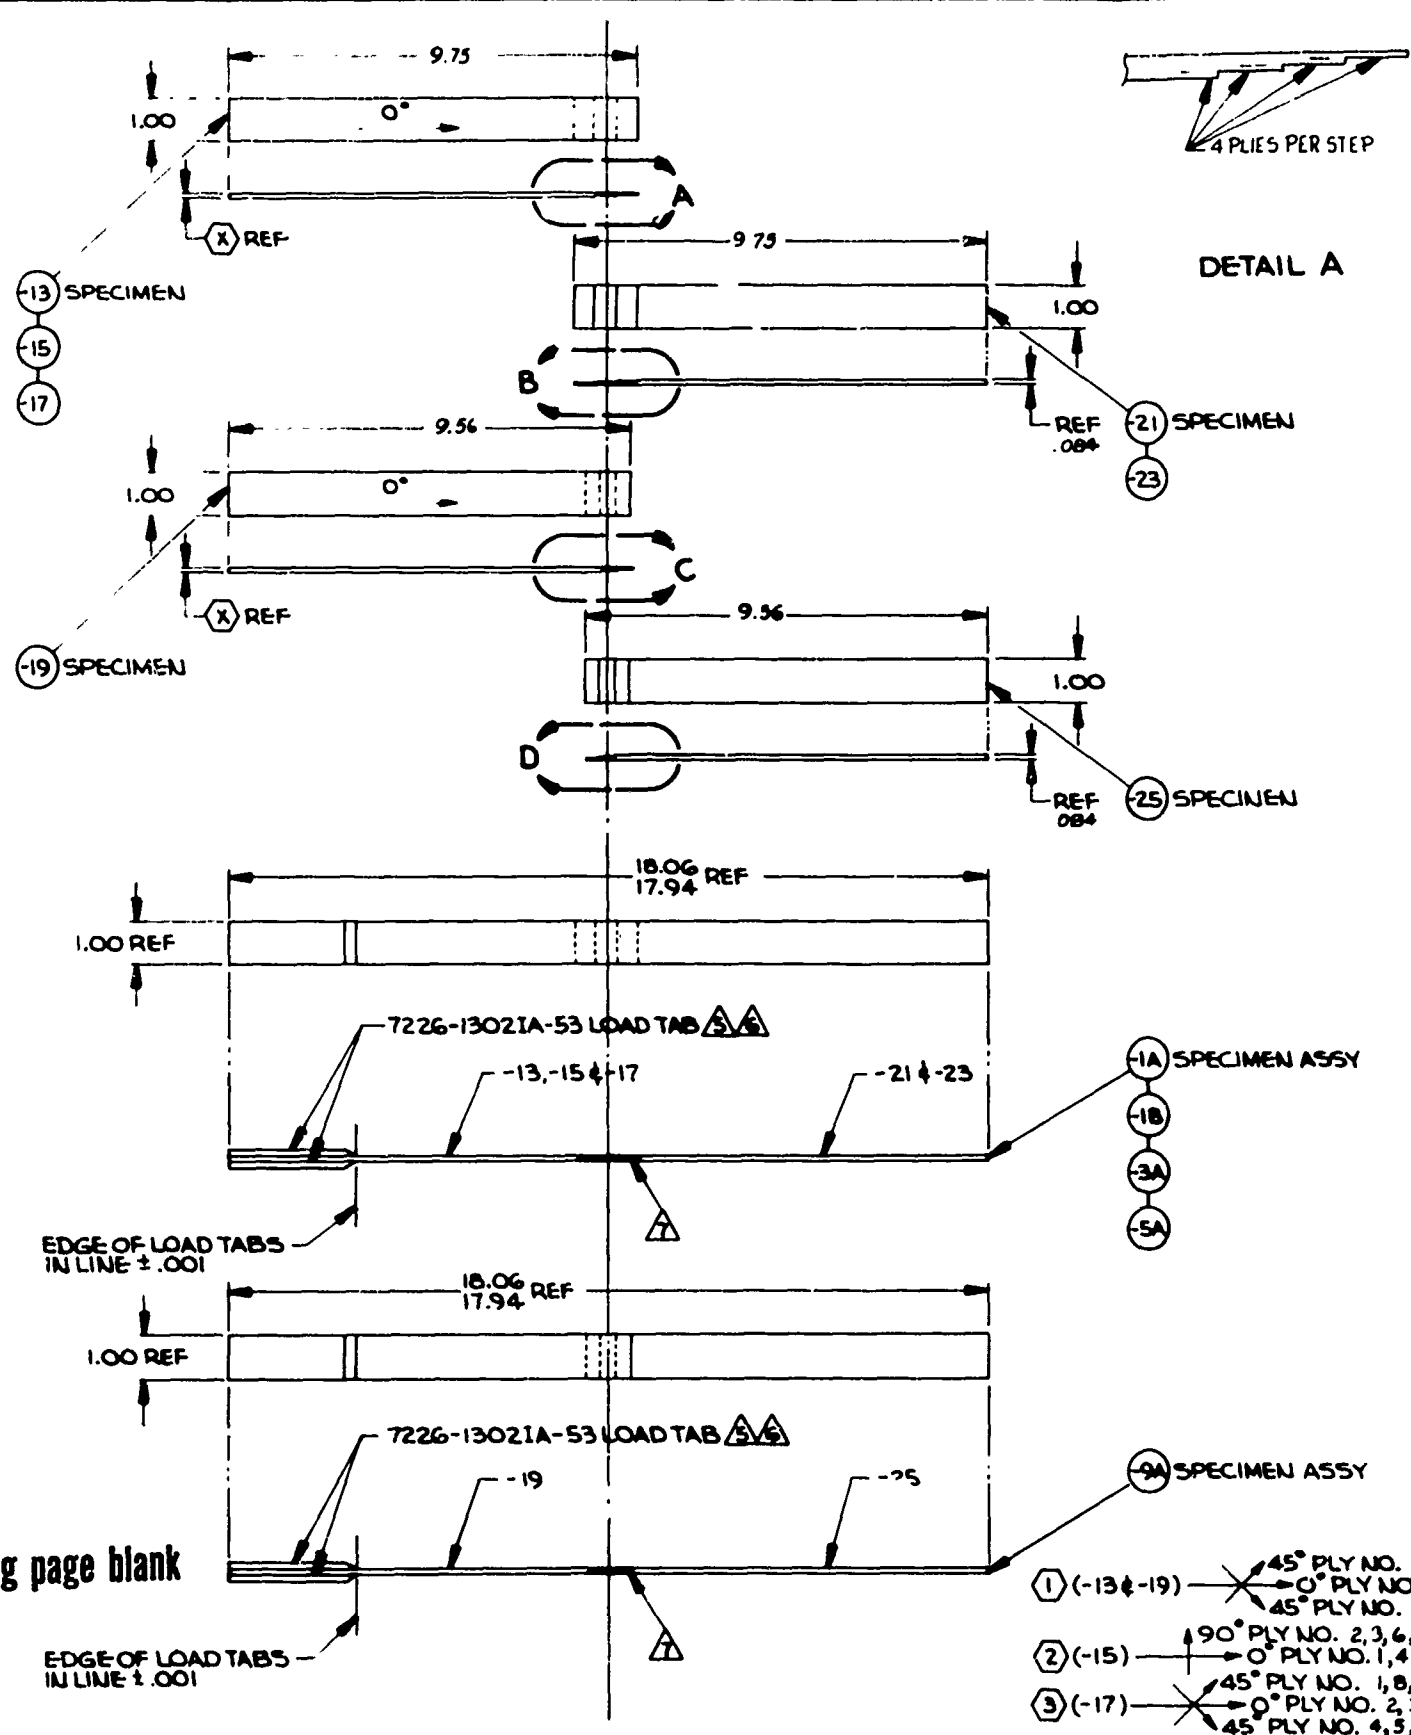 9.75
1.00
0°
4 PLIES PER STEP
A
X REF
9 75
DETAIL A
-13 SPECIMEN
-15
-17
1.00
B
REF
.084
-21 SPECIMEN
-23
9.56
1.00
0°
C
X REF
9.56
-19 SPECIMEN
1.00
D
REF
084
-25 SPECINEN
18.06
17.94 REF
1.00 REF
7226-13021A-53 LOAD TAB 5 6
-13,-15 & -17
-21 & -23
-1A SPECIMEN ASSY
-1B
-3A
-5A
7
EDGE OF LOAD TABS
IN LINE ± .001
18.06
17.94 REF
1.00 REF
7226-13021A-53 LOAD TAB 5 6
-19
-25
-9A SPECIMEN ASSY
g page blank
7
EDGE OF LOAD TABS
IN LINE ± .001
1 (-13 & -19)
45° PLY NO.
0° PLY NO
45° PLY NO.
2 (-15)
90° PLY NO. 2,3,6,
0° PLY NO. 1,4
3 (-17)
45° PLY NO. 1,8,
0° PLY NO. 2,
45° PLY NO. 4,5,